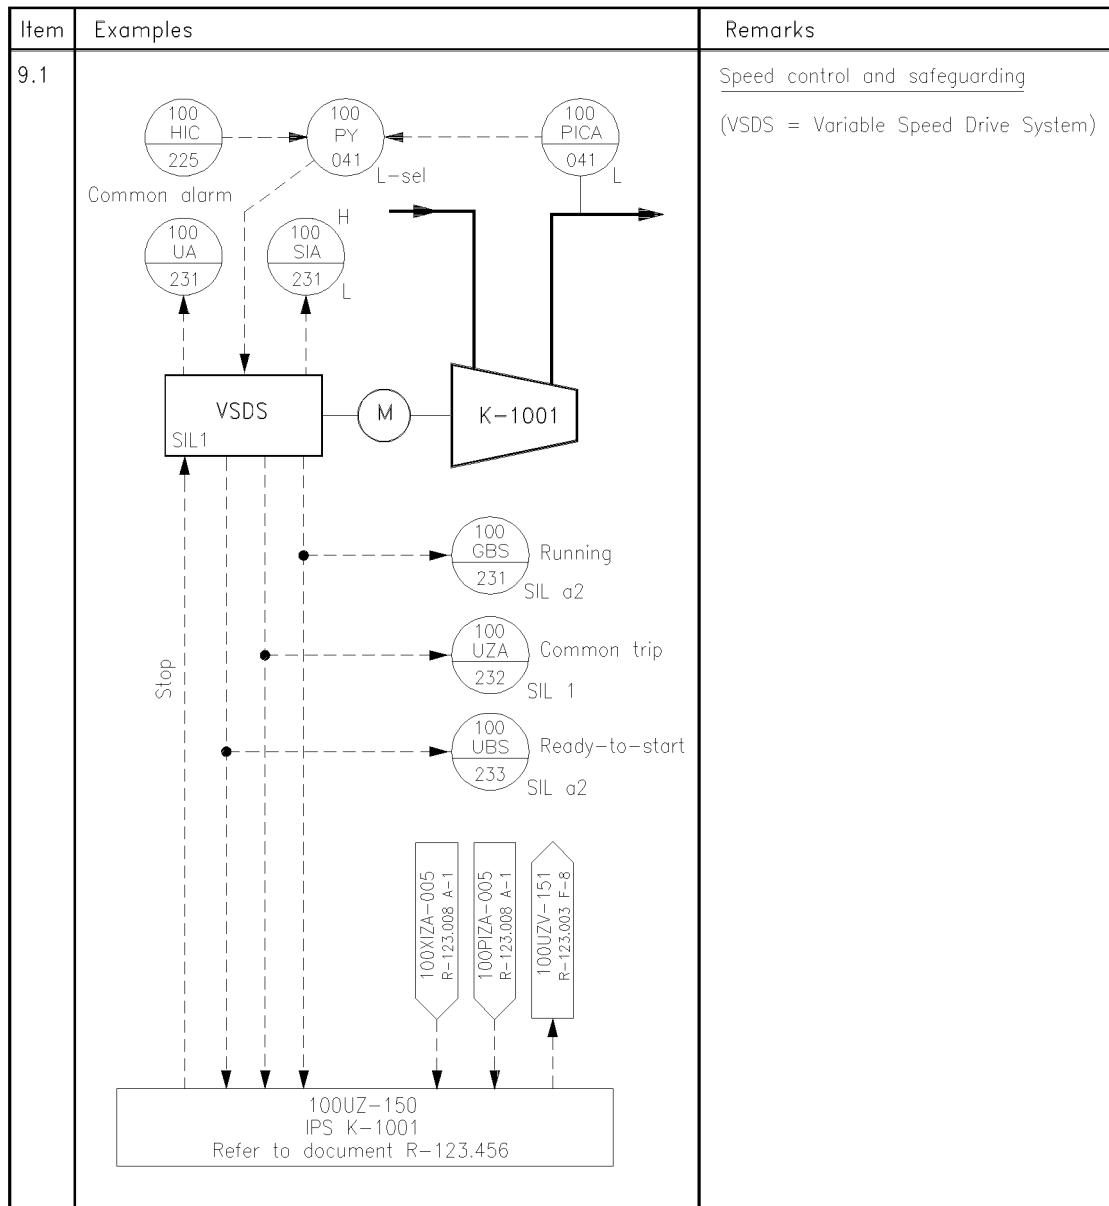 Item Examples Remarks
9.1
Speed control and safeguarding
(VSDS = Variable Speed Drive System)
100
HIC
225
100
PY
041
L-sel
100
PICA
041
L
Common alarm
100
UA
231
100
SIA
231
H
L
VSDS
SIL1
M
K-1001
100
GBS
231
Running
SIL a2
100
UZA
232
Common trip
SIL 1
100
UBS
233
Ready-to-start
SIL a2
Stop
100XIZA-005
R-123.008 A-1
100PIZA-005
R-123.008 A-1
100UZV-151
R-123.003 F-8
100UZ-150
IPS K-1001
Refer to document R-123.456